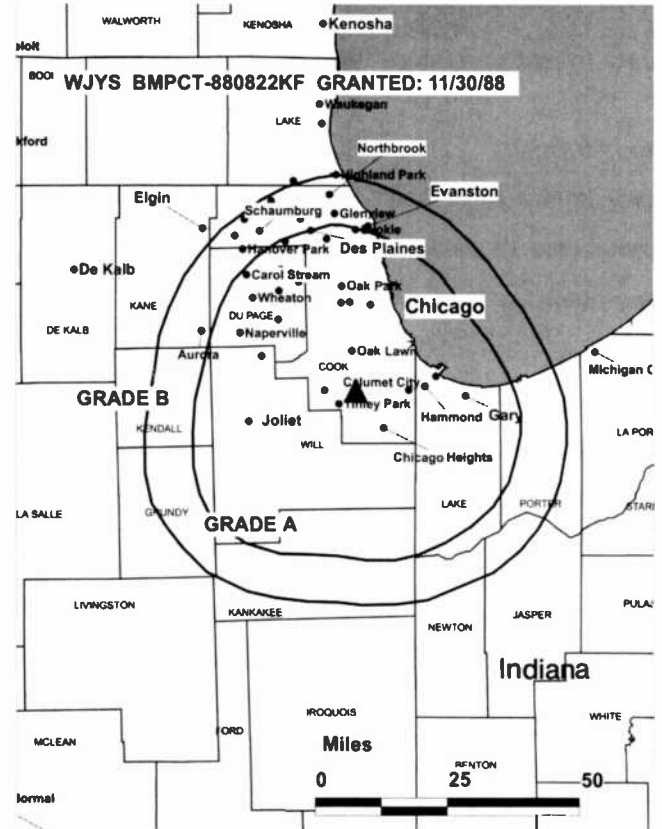 WALWORTH
KENOSHA
Kenosha
WJYS BMPCT-880822KF GRANTED: 11/30/88
Waukegan
LAKE
Northbrook
Highland Park
Elgin
Evanston
Schaumburg
Glenview
Des Plaines
Hanover Park
De Kalb
Carol Stream
Oak Park
KANE
Wheaton
Chicago
DU PAGE
DE KALB
Naperville
Aurora
Oak Lawn
COOK
Michigan C
Calumet City
GRADE B
Tinley Park
Hammond
Gary
KENDALL
Joliet
WILL
LA POR
Chicago Heights
LA SALLE
GRUNDY
LAKE
PORTER
GRADE A
LIVINGSTON
KANKAKEE
JASPER
PULAS
NEWTON
Indiana
IROQUOIS
WHITE
MCLEAN
Miles
BENTON
0 25 50